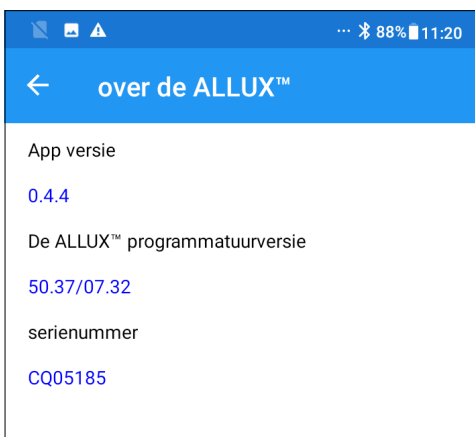 ... 88% 11:20
over de ALLUX™
App versie
0.4.4
De ALLUX™ programmatuurversie
50.37/07.32
serienummer
CQ05185